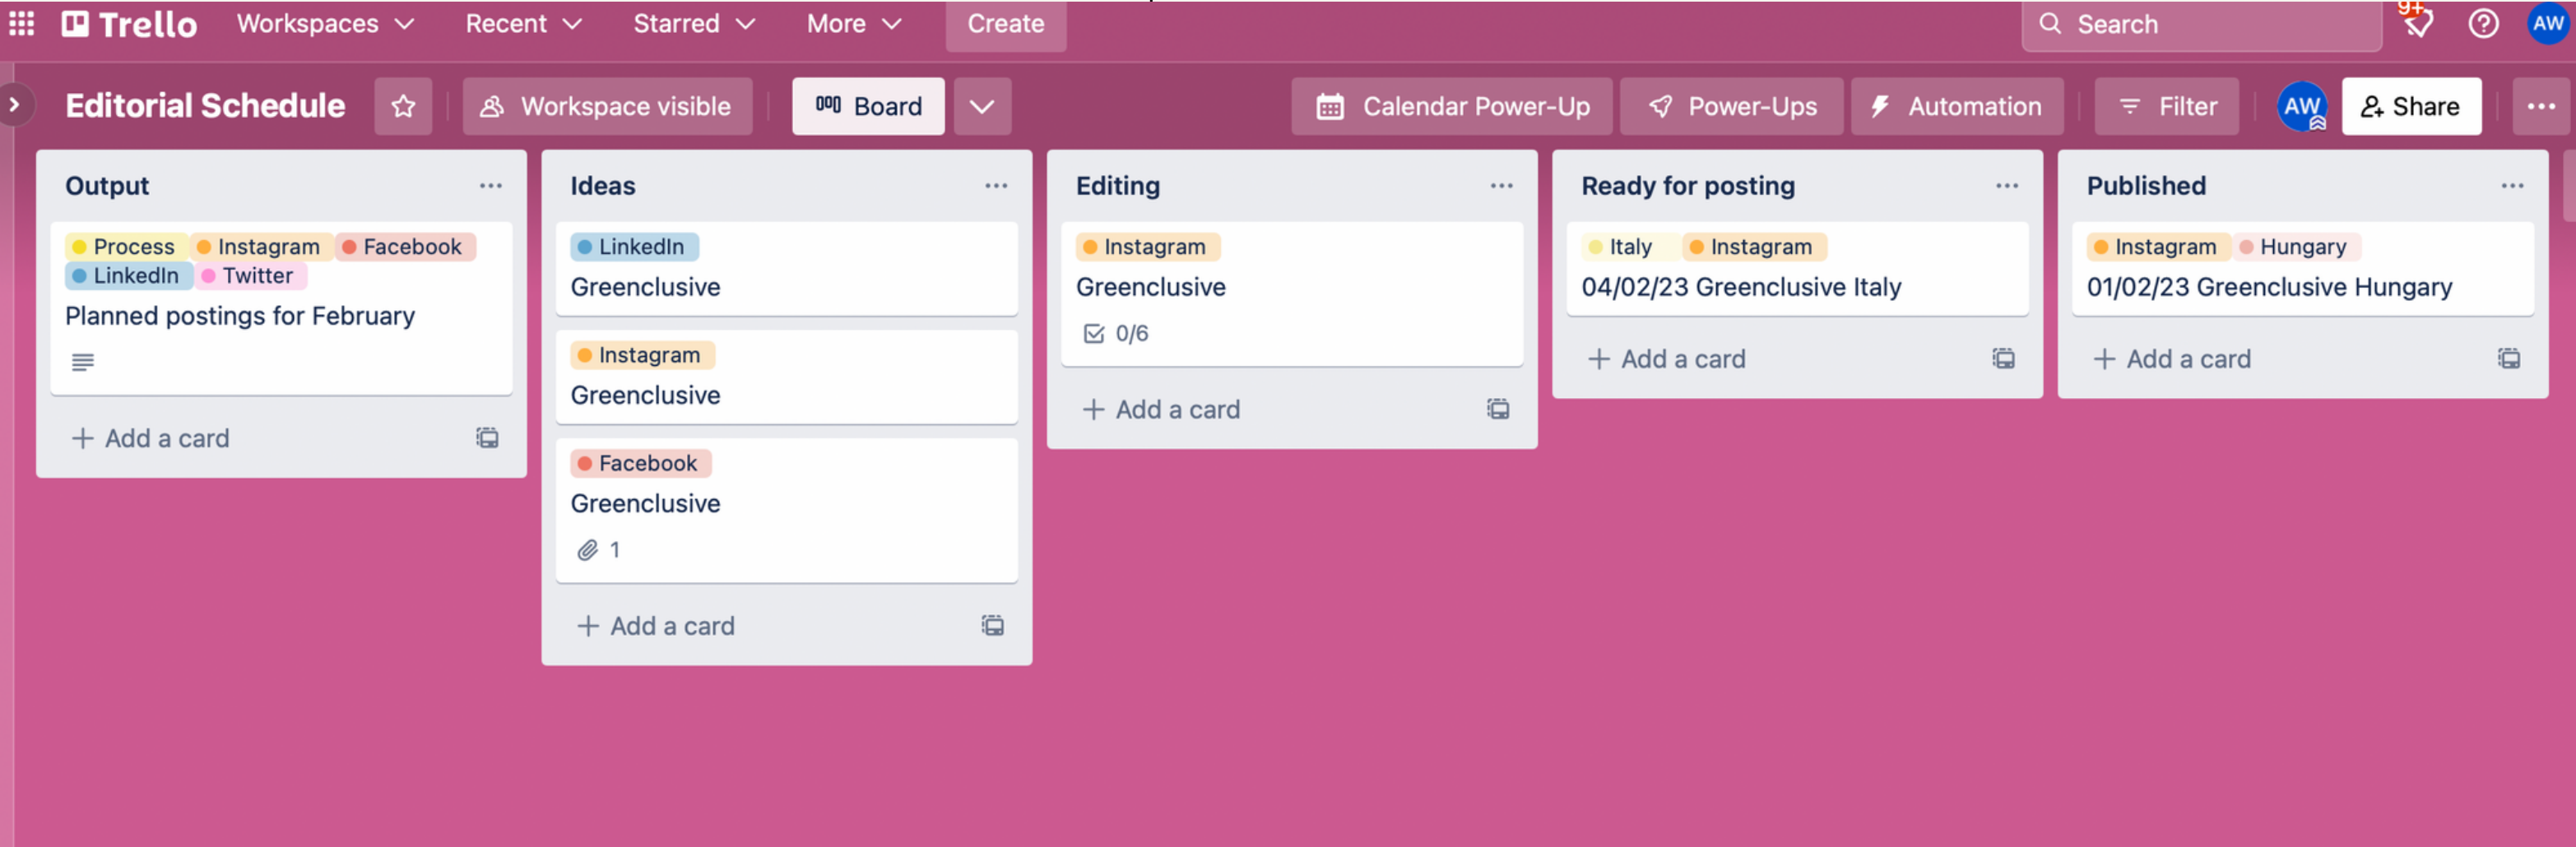 Trello Workspaces Recent Starred More Create Search 9+ AW
Editorial Schedule Workspace visible Board Calendar Power-Up Power-Ups Automation Filter AW Share
Output
Process Instagram Facebook
LinkedIn Twitter
Planned postings for February
+ Add a card
Ideas
LinkedIn
Greenclusive
Instagram
Greenclusive
Facebook
Greenclusive
1
+ Add a card
Editing
Instagram
Greenclusive
0/6
+ Add a card
Ready for posting
Italy Instagram
04/02/23 Greenclusive Italy
+ Add a card
Published
Instagram Hungary
01/02/23 Greenclusive Hungary
+ Add a card